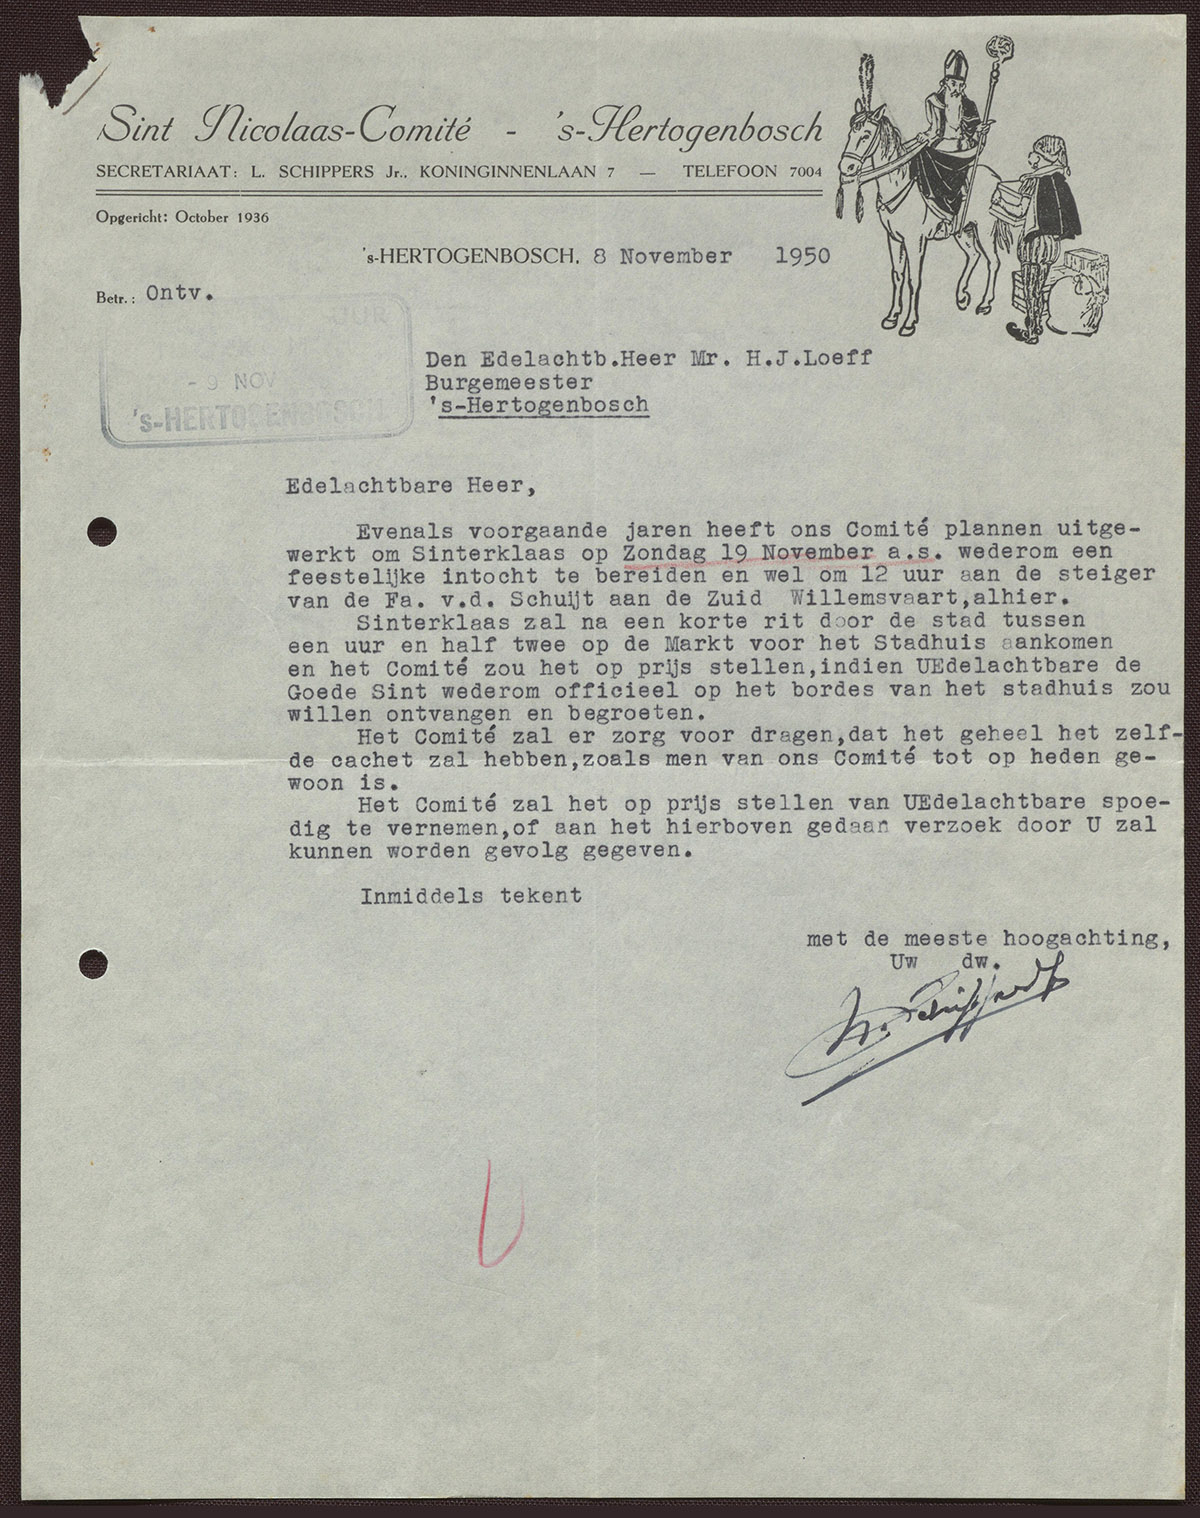 Sint Nicolaas-Comité - 's-Hertogenbosch
SECRETARIAAT: L. SCHIPPERS Jr., KONINGINNENLAAN 7 — TELEFOON 7004
Opgericht: October 1936
's-HERTOGENBOSCH, 8 November 1950
Betr.: Ontv.
- 9 NOV
's-HERTOGENBOSCH
Den Edelachtb.Heer Mr. H.J.Loeff
Burgemeester
's-Hertogenbosch
Edelachtbare Heer,
Evenals voorgaande jaren heeft ons Comité plannen uitge-
werkt om Sinterklaas op Zondag 19 November a.s. wederom een
feestelijke intocht te bereiden en wel om 12 uur aan de steiger
van de Fa. v.d. Schuijt aan de Zuid Willemsvaart,alhier.
Sinterklaas zal na een korte rit door de stad tussen
een uur en half twee op de Markt voor het Stadhuis aankomen
en het Comité zou het op prijs stellen,indien UEdelachtbare de
Goede Sint wederom officieel op het bordes van het stadhuis zou
willen ontvangen en begroeten.
Het Comité zal er zorg voor dragen,dat het geheel het zelf-
de cachet zal hebben,zoals men van ons Comité tot op heden ge-
woon is.
Het Comité zal het op prijs stellen van UEdelachtbare spoe-
dig te vernemen,of aan het hierboven gedaan verzoek door U zal
kunnen worden gevolg gegeven.
Inmiddels tekent
met de meeste hoogachting,
Uw dw.